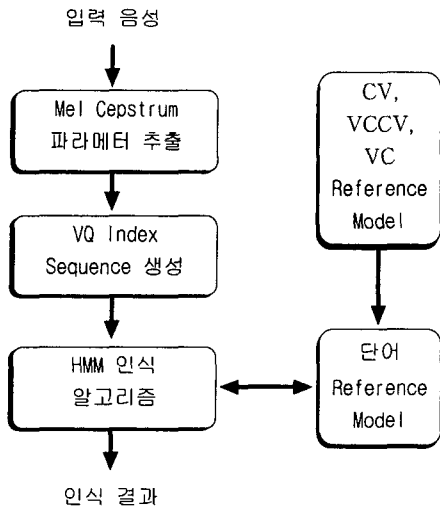 입력 음성
Mel Cepstrum
파라메터 추출
VQ Index
Sequence 생성
HMM 인식
알고리즘
인식 결과
CV,
VCCV,
VC
Reference
Model
단어
Reference
Model